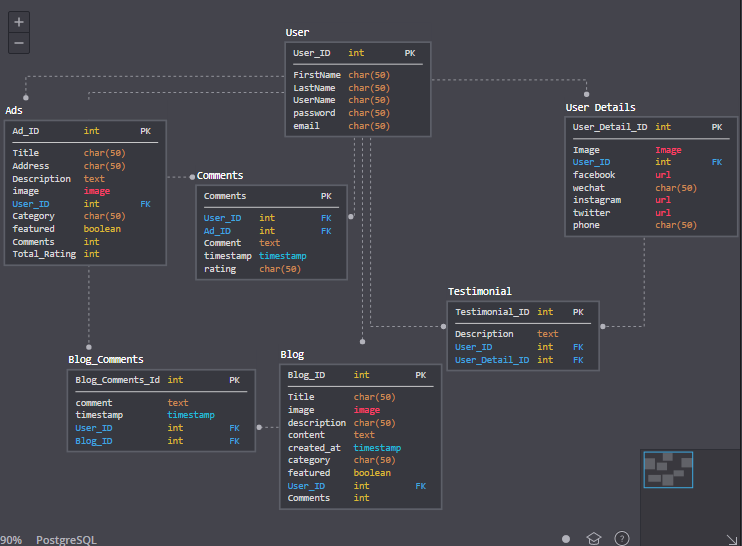 User
User_ID int PK
FirstName char(50)
LastName char(50)
UserName char(50)
password char(50)
email char(50)
Ads
Ad_ID int PK
Title char(50)
Address char(50)
Description text
image image
User_ID int FK
Category char(50)
featured boolean
Comments int
Total_Rating int
Comments
Comments PK
User_ID int FK
Ad_ID int FK
Comment text
timestamp timestamp
rating char(50)
User Details
User_Detail_ID int PK
Image Image
User_ID int FK
facebook url
wechat char(50)
instagram url
twitter url
phone char(50)
Testimonial
Testimonial_ID int PK
Description text
User_ID int FK
User_Detail_ID int FK
Blog_Comments
Blog_Comments_Id int PK
comment text
timestamp timestamp
User_ID int FK
Blog_ID int FK
Blog
Blog_ID int PK
Title char(50)
image image
description char(50)
content text
created_at timestamp
category char(50)
featured boolean
User_ID int FK
Comments int
90% PostgreSQL